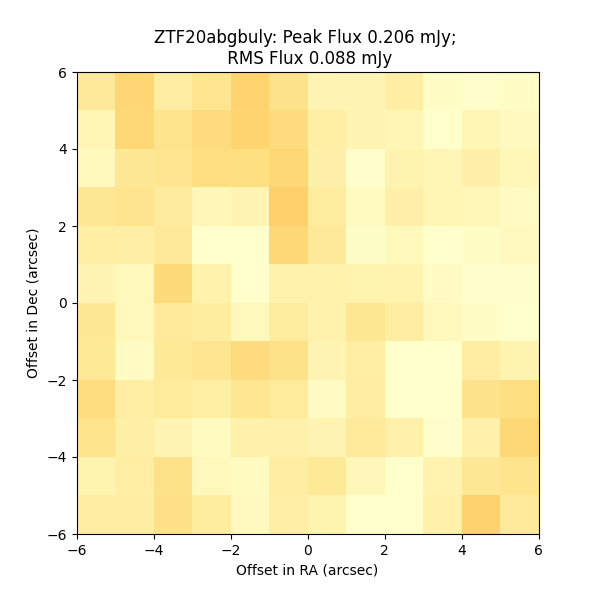 ZTF20abgbuly: Peak Flux 0.206 mJy;
RMS Flux 0.088 mJy
6
4
2
0
−2
−4
−6
Offset in Dec (arcsec)
−6 −4 −2 0 2 4 6
Offset in RA (arcsec)